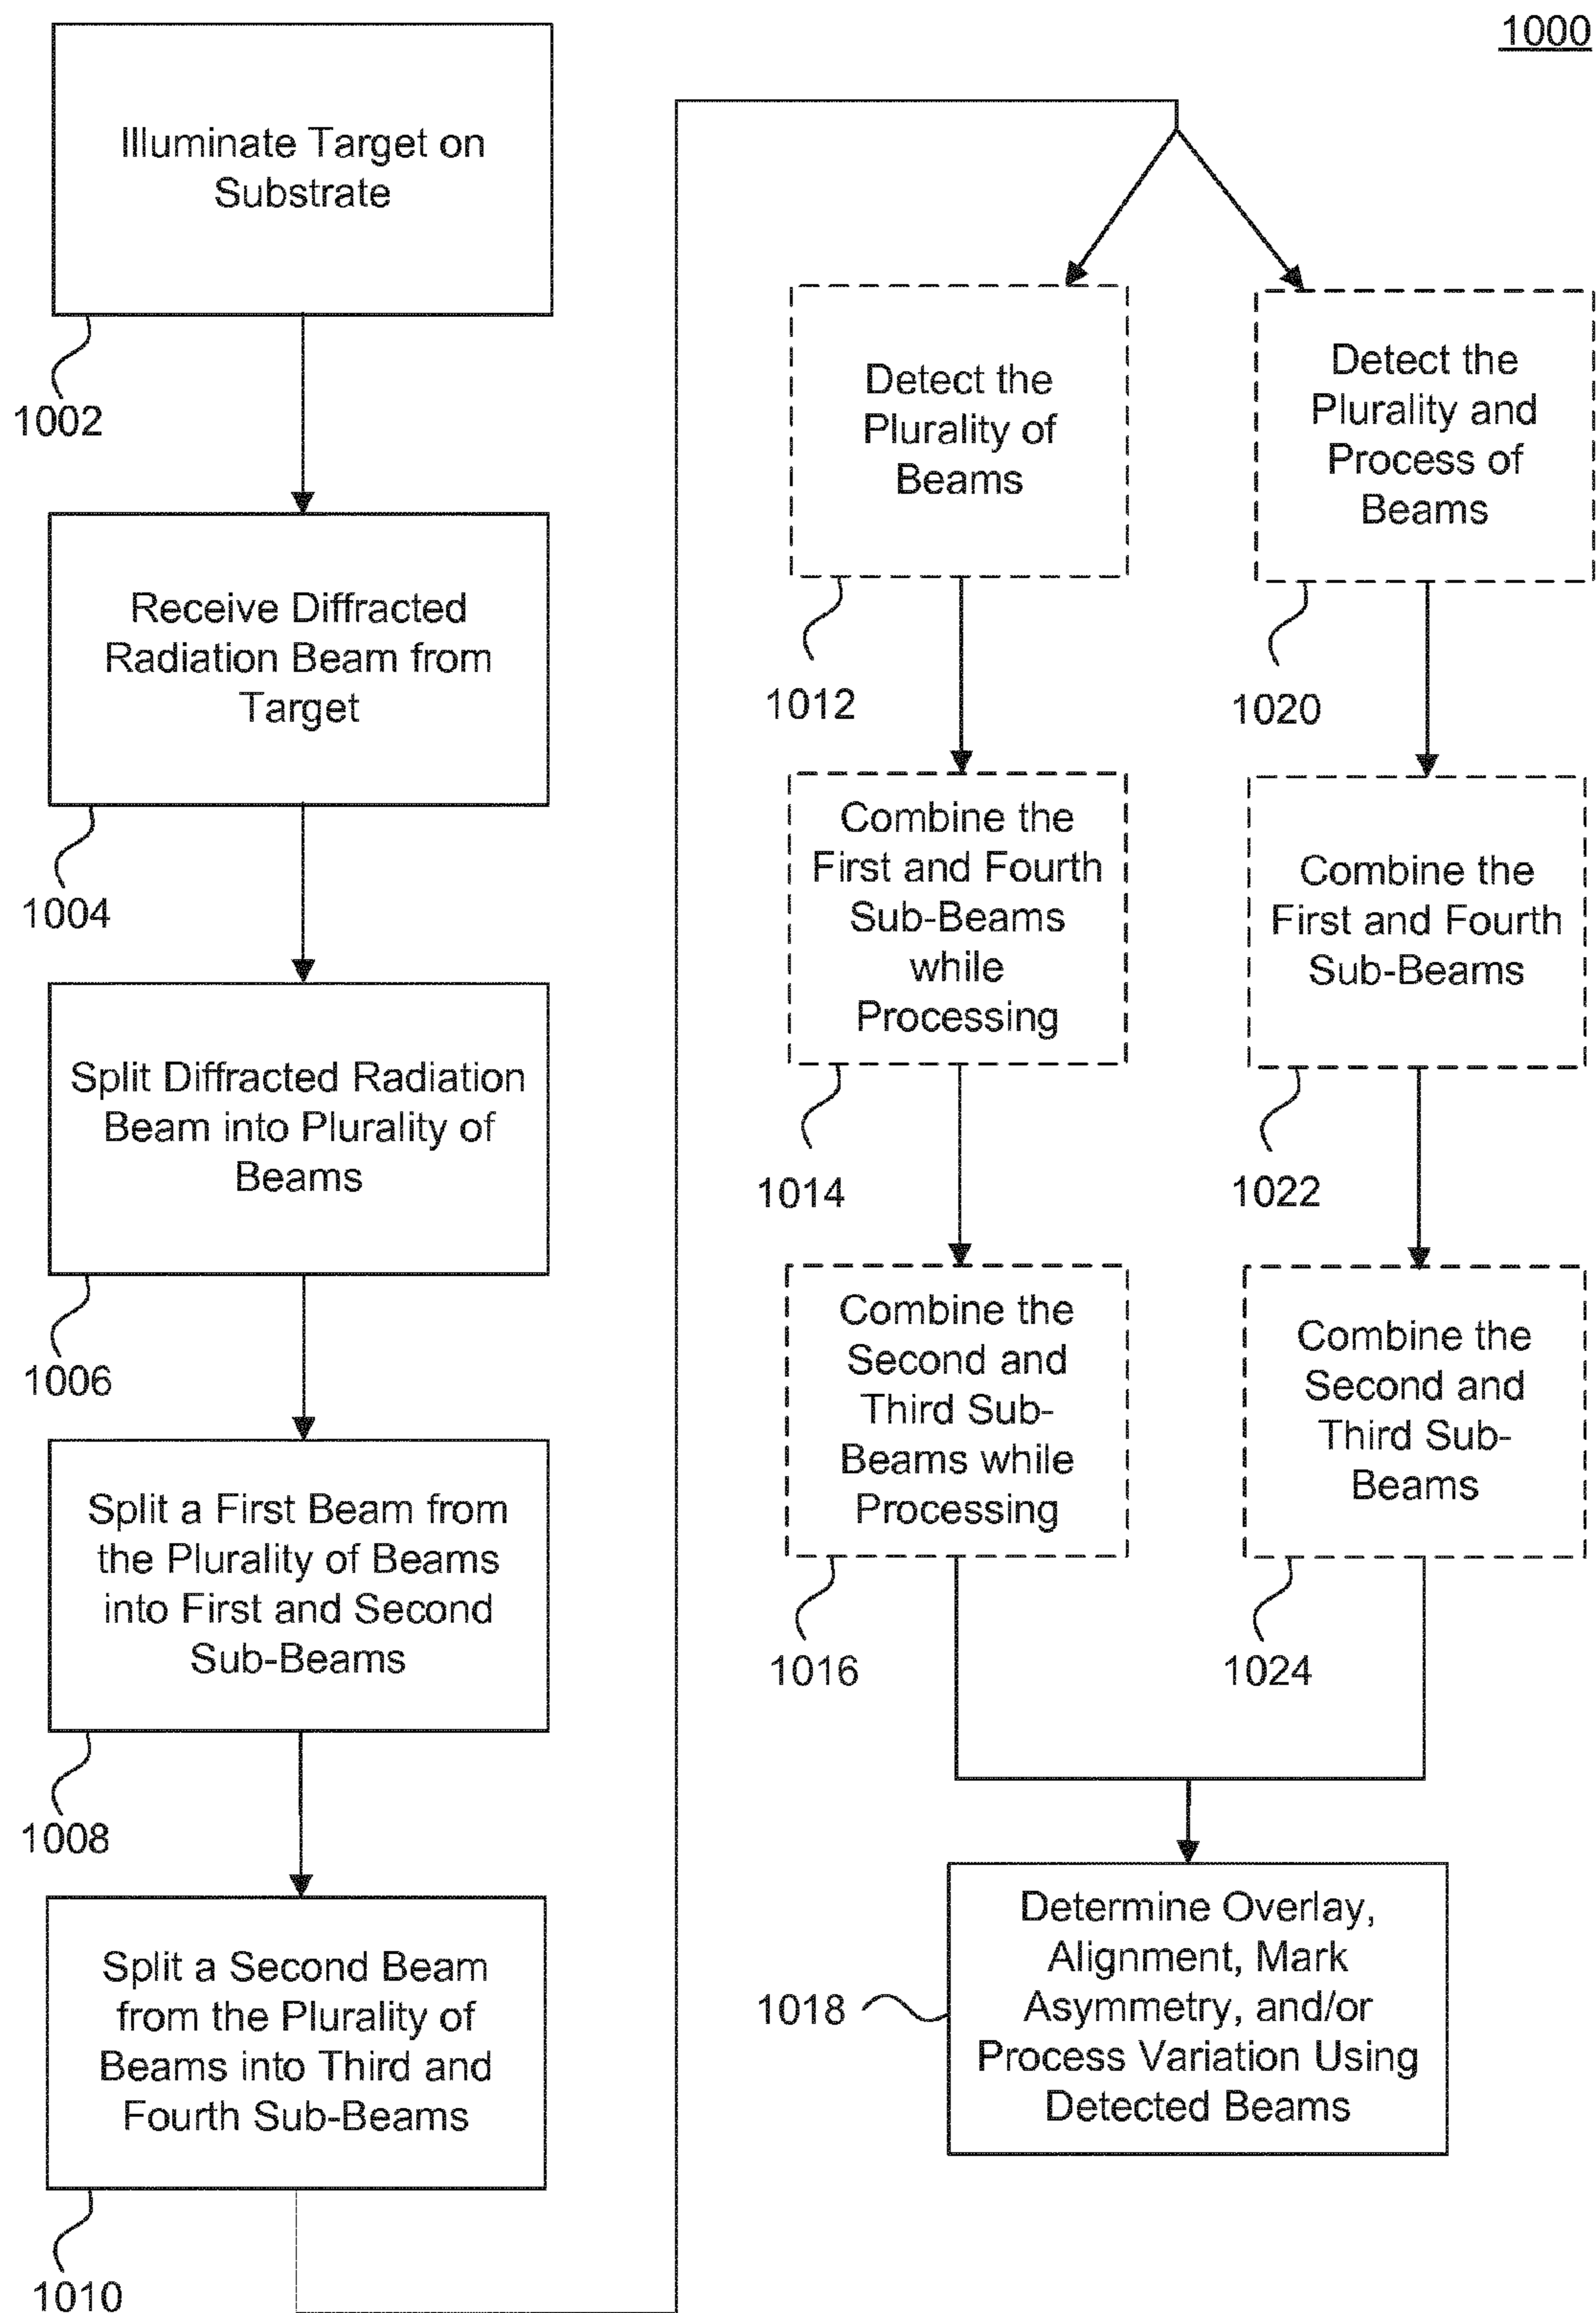 1000
Illuminate Target on
Substrate
1002
Receive Diffracted
Radiation Beam from
Target
1004
Split Diffracted Radiation
Beam into Plurality of
Beams
1006
Split a First Beam from
the Plurality of Beams
into First and Second
Sub-Beams
1008
Split a Second Beam
from the Plurality of
Beams into Third and
Fourth Sub-Beams
1010
Detect the
Plurality of
Beams
1012
Combine the
First and Fourth
Sub-Beams
while
Processing
1014
Combine the
Second and
Third Sub-
Beams while
Processing
1016
Detect the
Plurality and
Process of
Beams
1020
Combine the
First and Fourth
Sub-Beams
1022
Combine the
Second and
Third Sub-
Beams
1024
Determine Overlay,
Alignment, Mark
Asymmetry, and/or
Process Variation Using
Detected Beams
1018